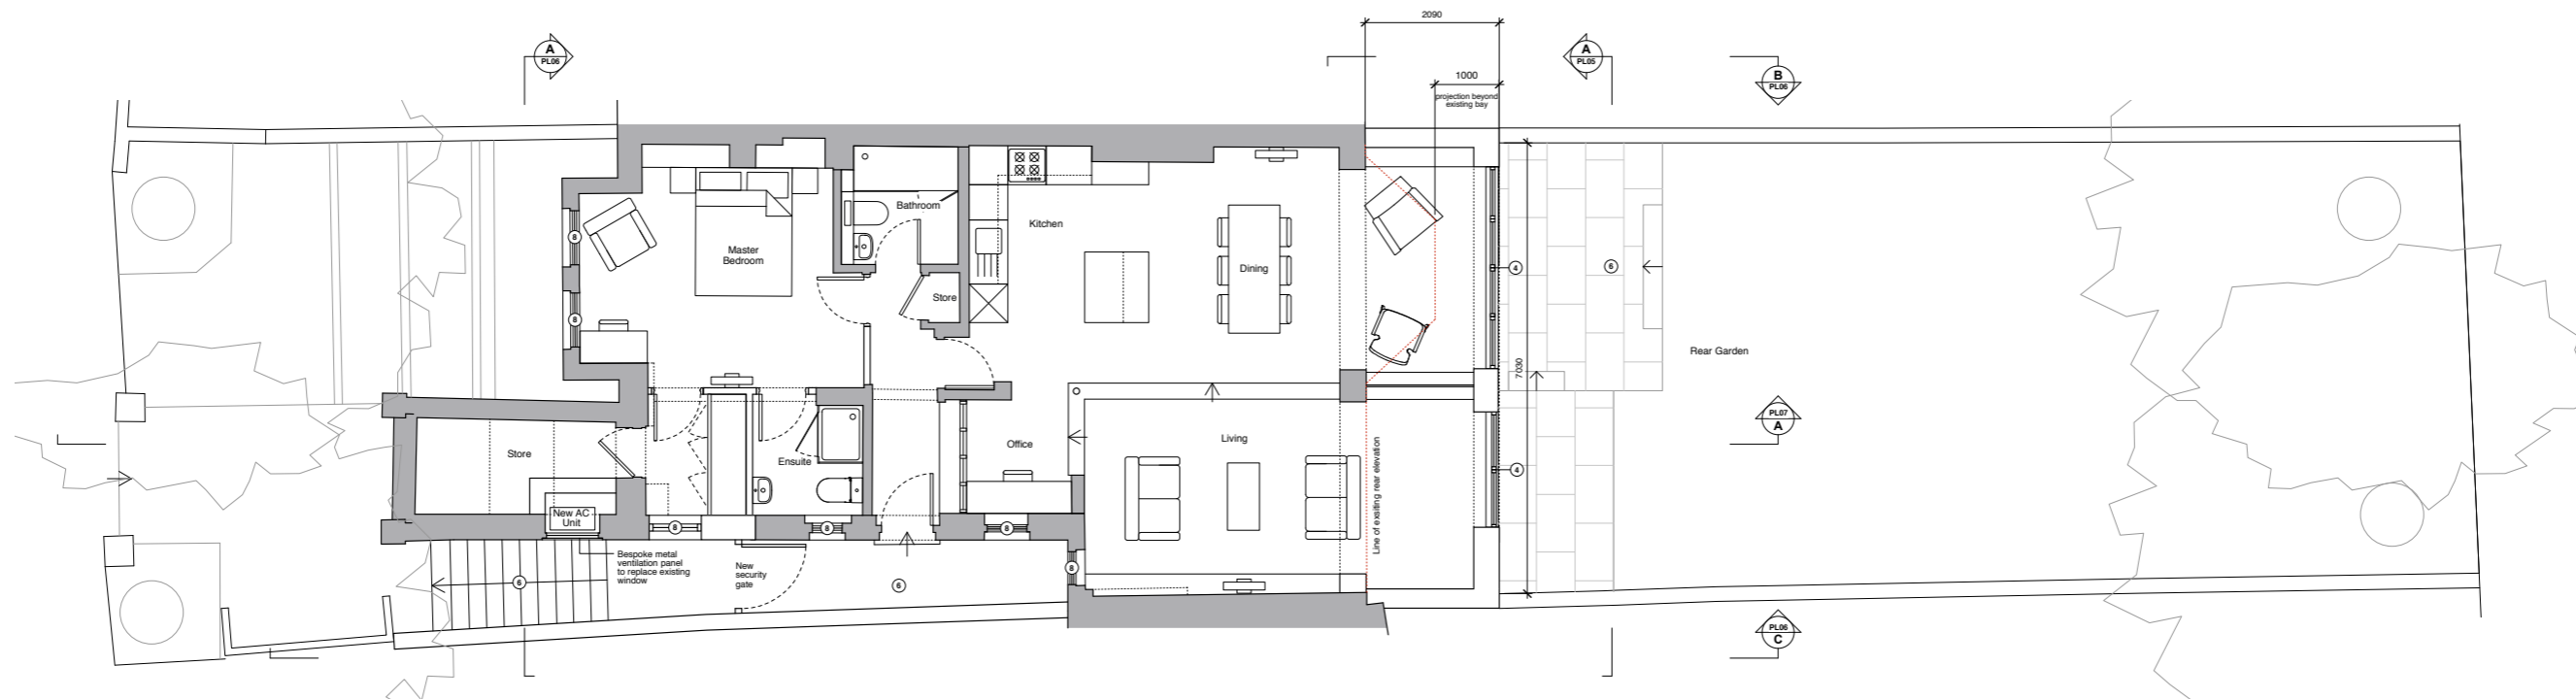 2090
A
PL06
A
PL05
B
PL06
1000
projection beyond
existing bay
Bathroom
8
Kitchen
Master
Bedroom
Dining
4
6
Store
8
Rear Garden
7030
PL07
A
Store
Ensuite
Office
Living
Line of exsiting rear elevation
4
New AC
Unit
8
8
8
Bespoke metal
ventilation panel
to replace existing
window
New
security
gate
8
6
6
PL06
C